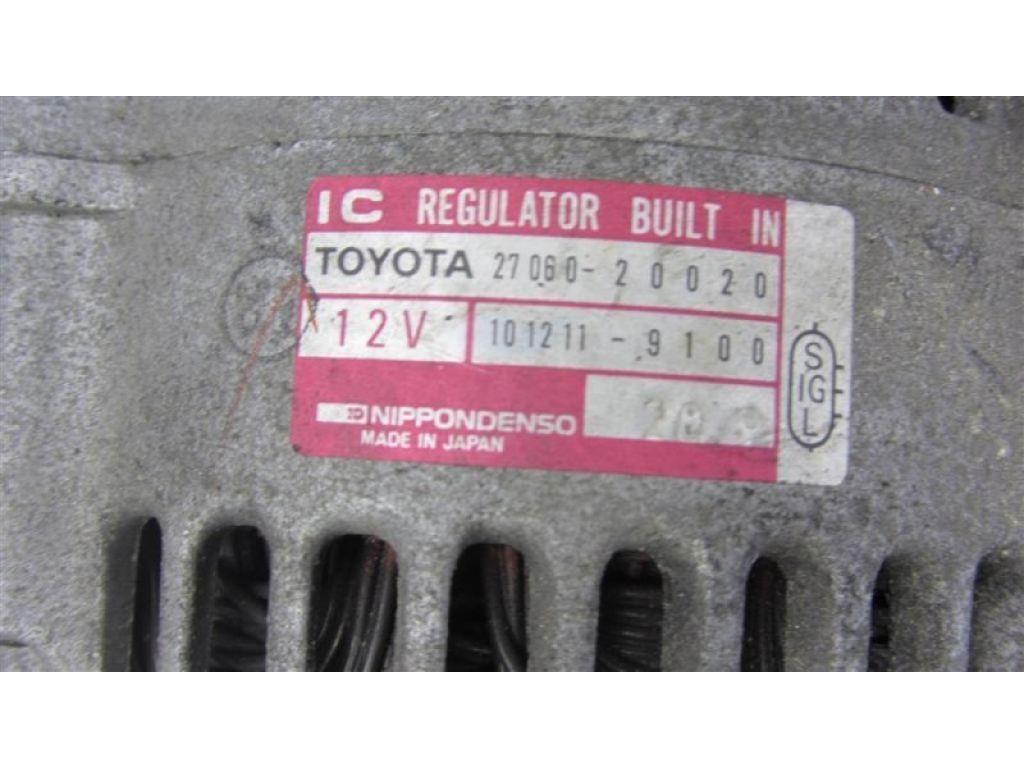 IC REGULATOR BUILT IN
TOYOTA 27060-20020
12V 101211-9100
NIPPONDENSO
MADE IN JAPAN
S
IG
L